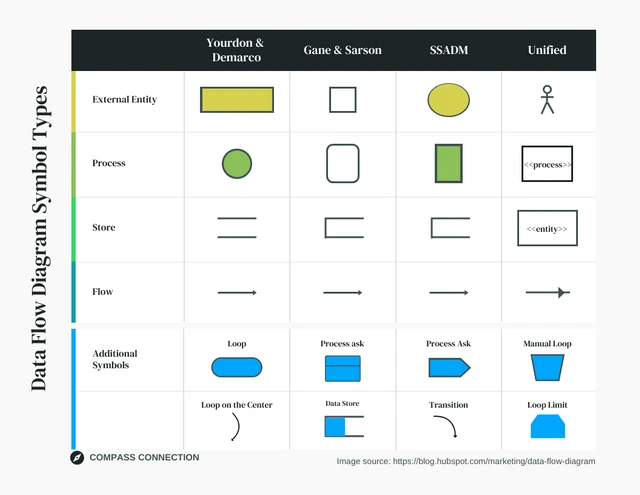 Data Flow Diagram Symbol Types
Yourdon &
Demarco
Gane & Sarson
SSADM
Unified
External Entity
Process
<<process>>
Store
<<entity>>
Flow
Additional
Symbols
Loop
Process ask
Process Ask
Manual Loop
Loop on the Center
Data Store
Transition
Loop Limit
COMPASS CONNECTION
Image source: https://blog.hubspot.com/marketing/data-flow-diagram